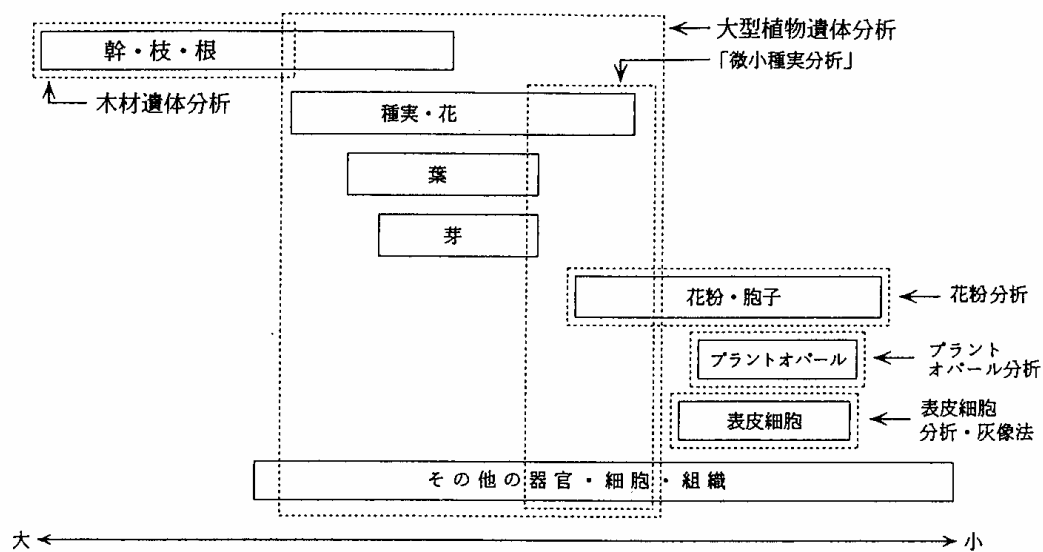 大型植物遺体分析
幹・枝・根
「微小種実分析」
木材遺体分析
種実・花
葉
芽
花粉・胞子
花粉分析
プラントオパール
プラント
オパール分析
表皮細胞
表皮細胞
分析・灰像法
その他の器官・細胞・組織
大
小